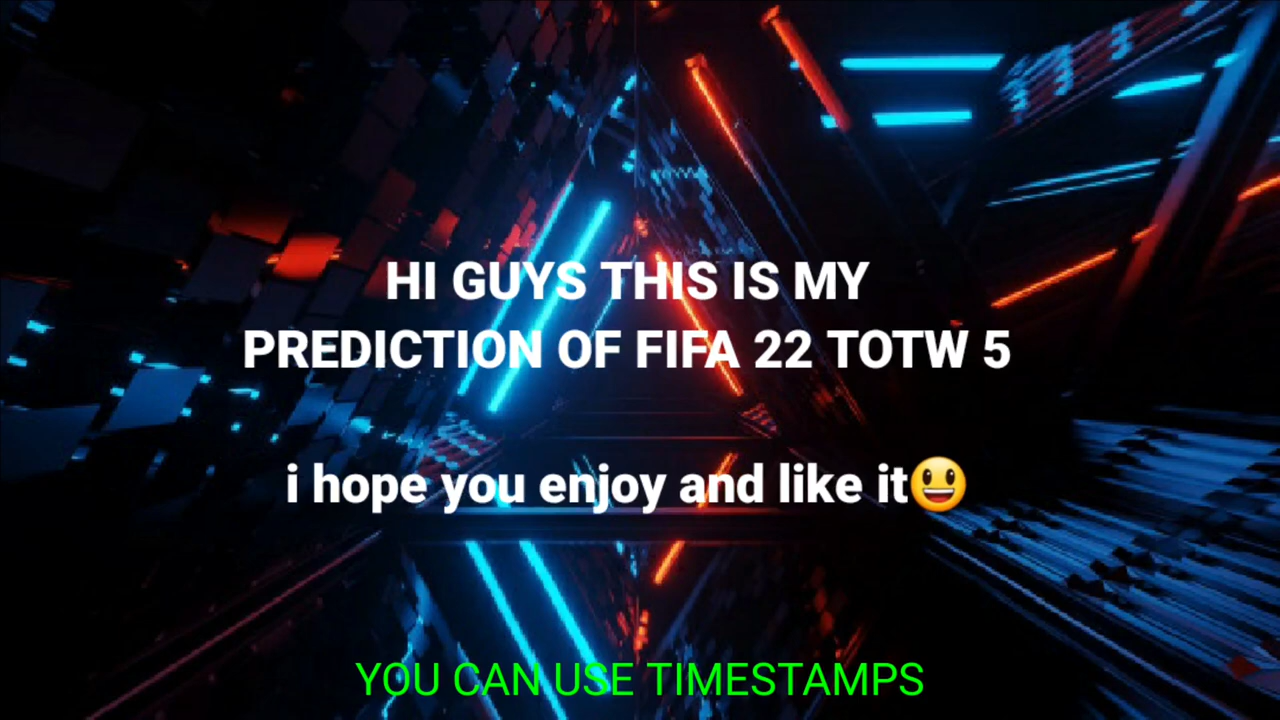 HI GUYS THIS IS MY
PREDICTION OF FIFA 22 TOTW 5
i hope you enjoy and like it😃
YOU CAN USE TIMESTAMPS